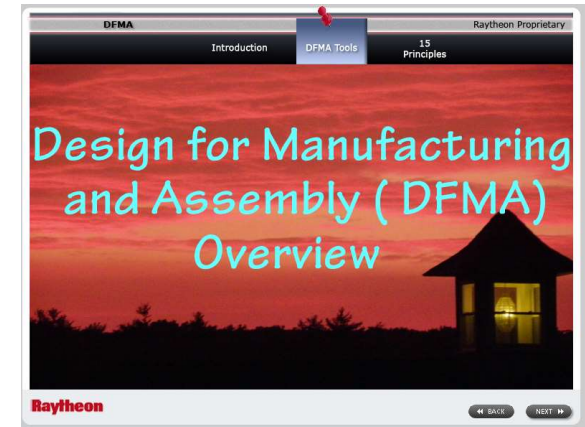 DFMA
Raytheon Proprietary
Introduction
DFMA Tools
15
Principles
Design for Manufacturing
and Assembly ( DFMA)
Overview
Raytheon
BACK
NEXT